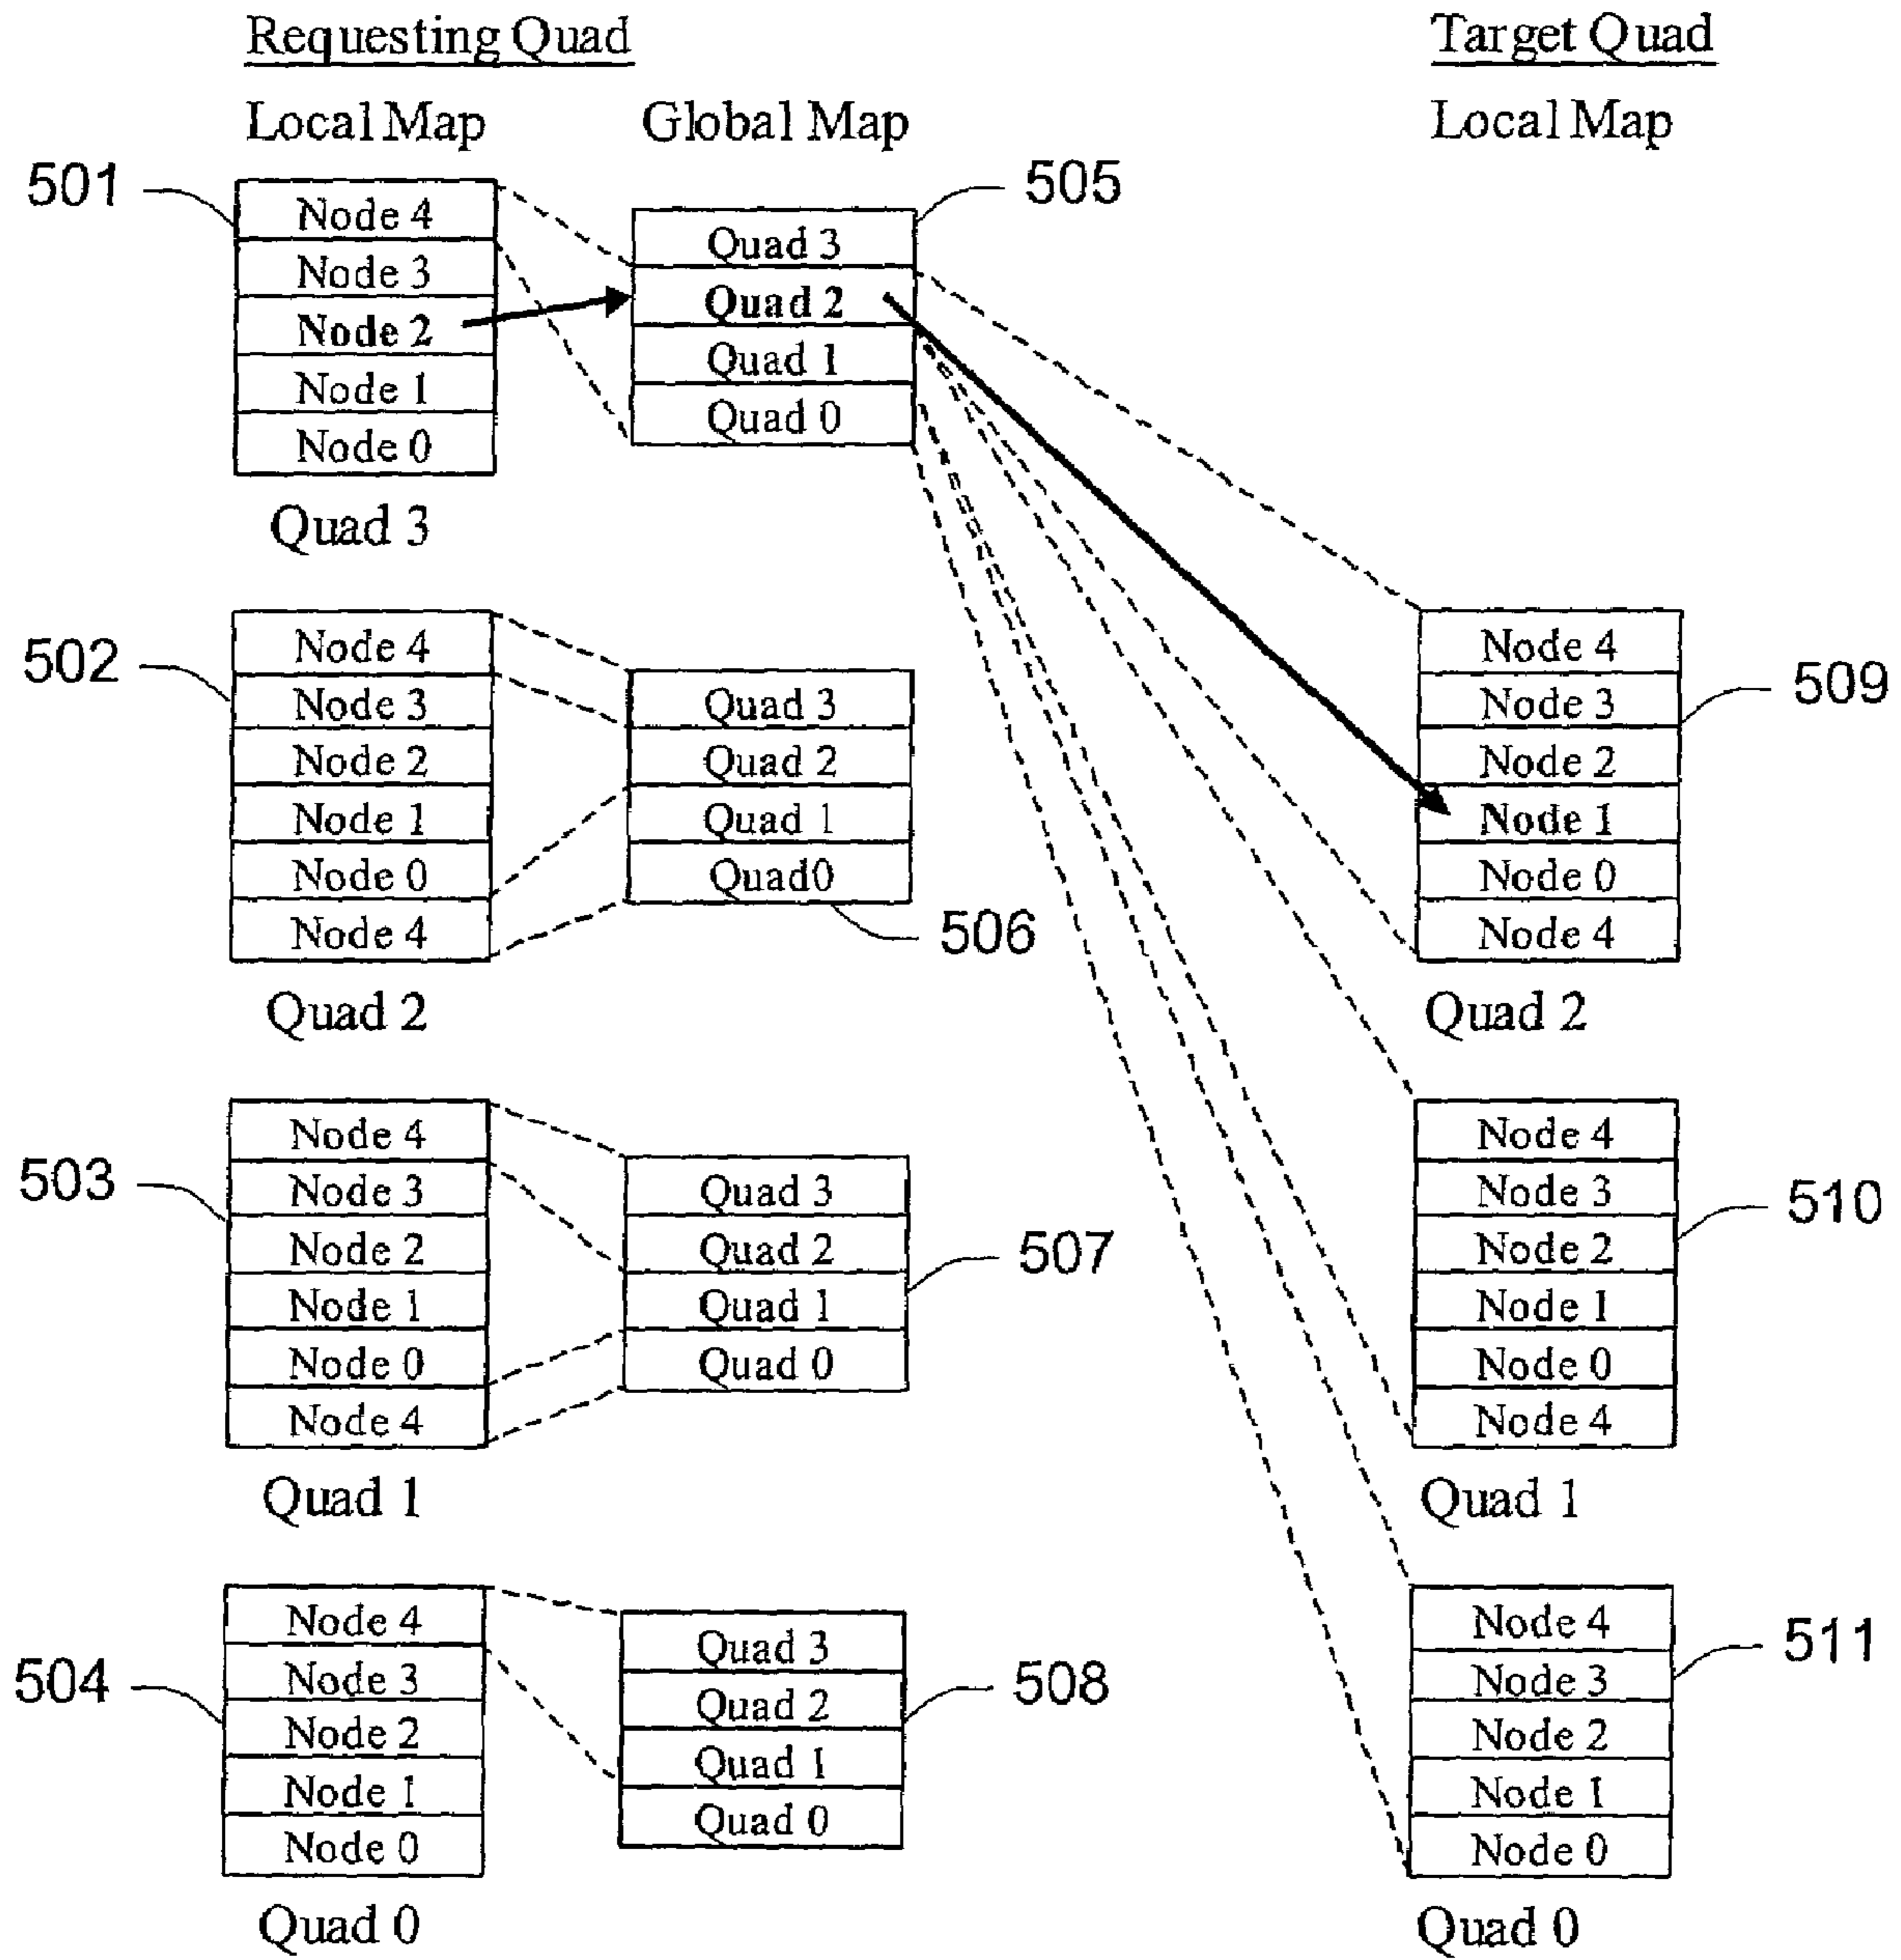 Requesting Quad
Target Quad
Local Map
Global Map
Local Map
501
Node 4
Node 3
Node 2
Node 1
Node 0
Quad 3
505
Quad 3
Quad 2
Quad 1
Quad 0
502
Node 4
Node 3
Node 2
Node 1
Node 0
Node 4
Quad 2
Quad 3
Quad 2
Quad 1
Quad0
506
509
Node 4
Node 3
Node 2
Node 1
Node 0
Node 4
Quad 2
503
Node 4
Node 3
Node 2
Node 1
Node 0
Node 4
Quad 1
507
Quad 3
Quad 2
Quad 1
Quad 0
510
Node 4
Node 3
Node 2
Node 1
Node 0
Node 4
Quad 1
504
Node 4
Node 3
Node 2
Node 1
Node 0
Quad 0
508
Quad 3
Quad 2
Quad 1
Quad 0
511
Node 4
Node 3
Node 2
Node 1
Node 0
Quad 0